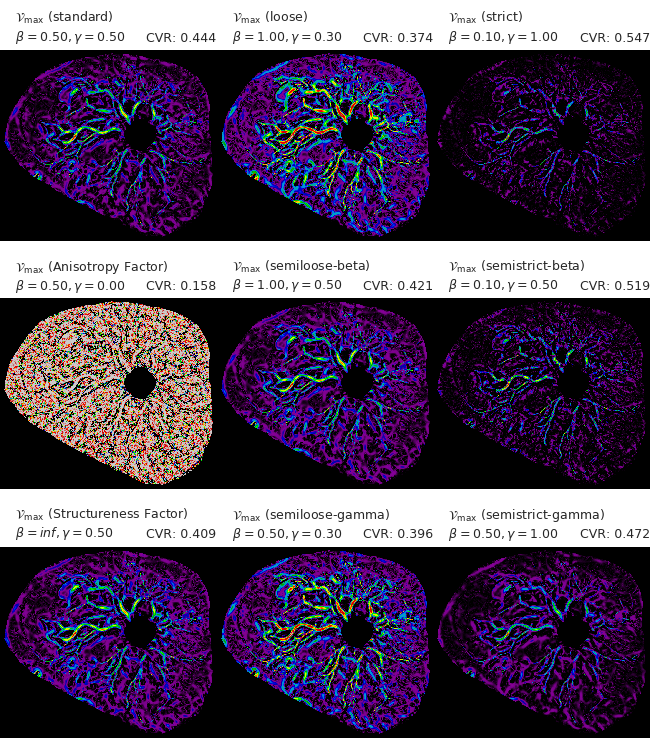 𝒱max (standard)
β = 0.50, γ = 0.50 CVR: 0.444
𝒱max (loose)
β = 1.00, γ = 0.30 CVR: 0.374
𝒱max (strict)
β = 0.10, γ = 1.00 CVR: 0.547
𝒱max (Anisotropy Factor)
β = 0.50, γ = 0.00 CVR: 0.158
𝒱max (semiloose-beta)
β = 1.00, γ = 0.50 CVR: 0.421
𝒱max (semistrict-beta)
β = 0.10, γ = 0.50 CVR: 0.519
𝒱max (Structureness Factor)
β = inf, γ = 0.50 CVR: 0.409
𝒱max (semiloose-gamma)
β = 0.50, γ = 0.30 CVR: 0.396
𝒱max (semistrict-gamma)
β = 0.50, γ = 1.00 CVR: 0.472